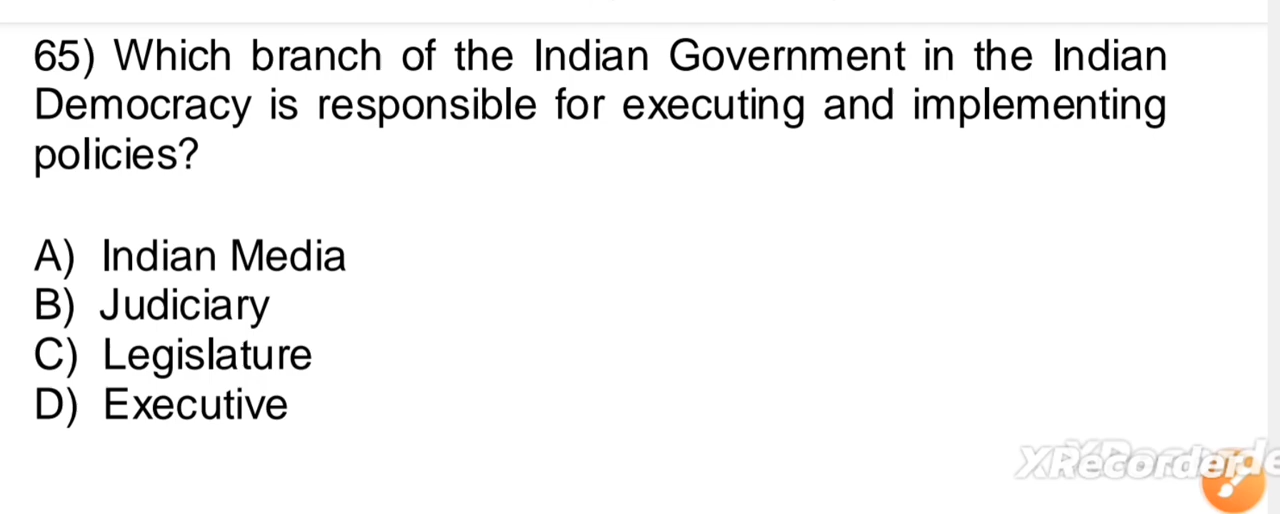 65) Which branch of the Indian Government in the Indian
Democracy is responsible for executing and implementing
policies?
A) Indian Media
B) Judiciary
C) Legislature
D) Executive
XRecorder